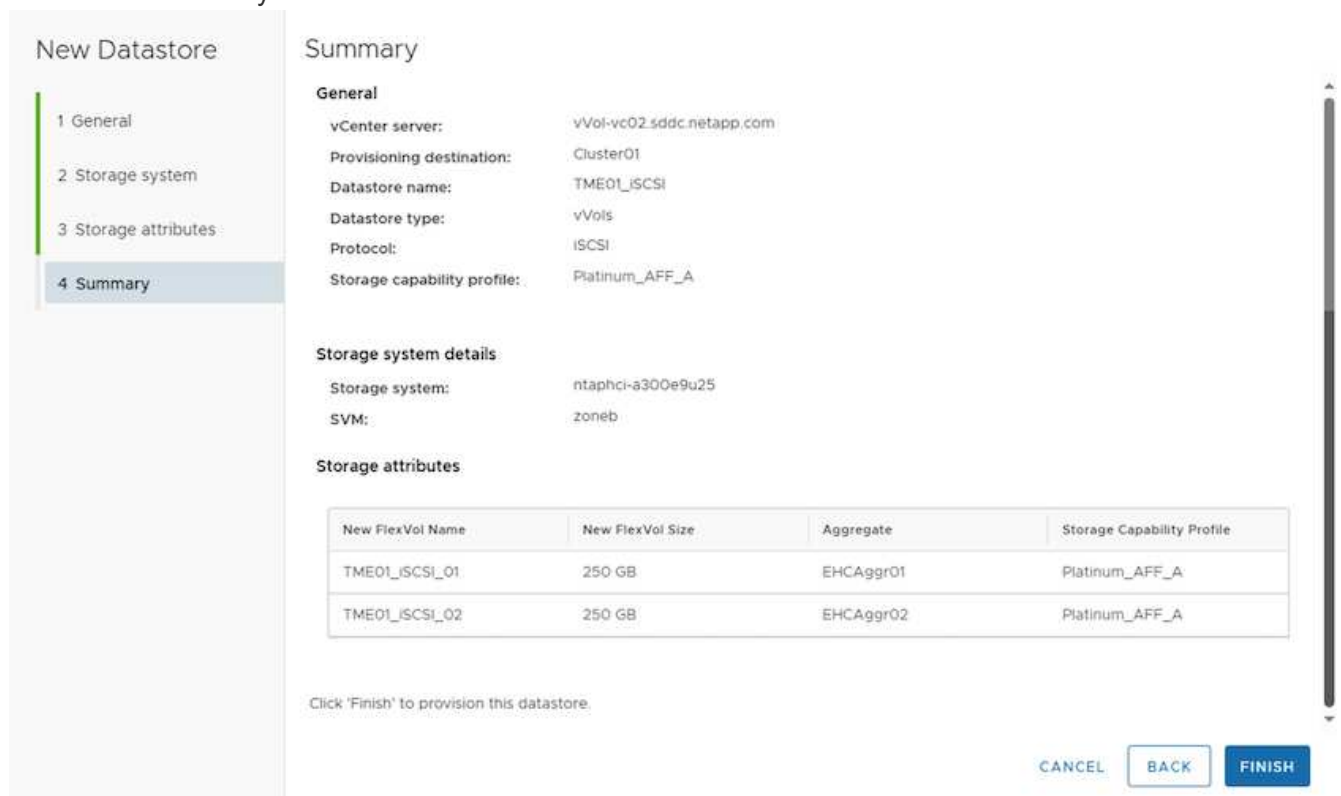 New Datastore
1 General
2 Storage system
3 Storage attributes
4 Summary
Summary
General
vCenter server: vVol-vc02.sddc.netapp.com
Provisioning destination: Cluster01
Datastore name: TME01_iSCSI
Datastore type: vVols
Protocol: iSCSI
Storage capability profile: Platinum_AFF_A
Storage system details
Storage system: ntaphci-a300e9u25
SVM: zoneb
Storage attributes
New FlexVol Name New FlexVol Size Aggregate Storage Capability Profile
TME01_iSCSI_01 250 GB EHCAggr01 Platinum_AFF_A
TME01_iSCSI_02 250 GB EHCAggr02 Platinum_AFF_A
Click 'Finish' to provision this datastore.
CANCEL BACK FINISH